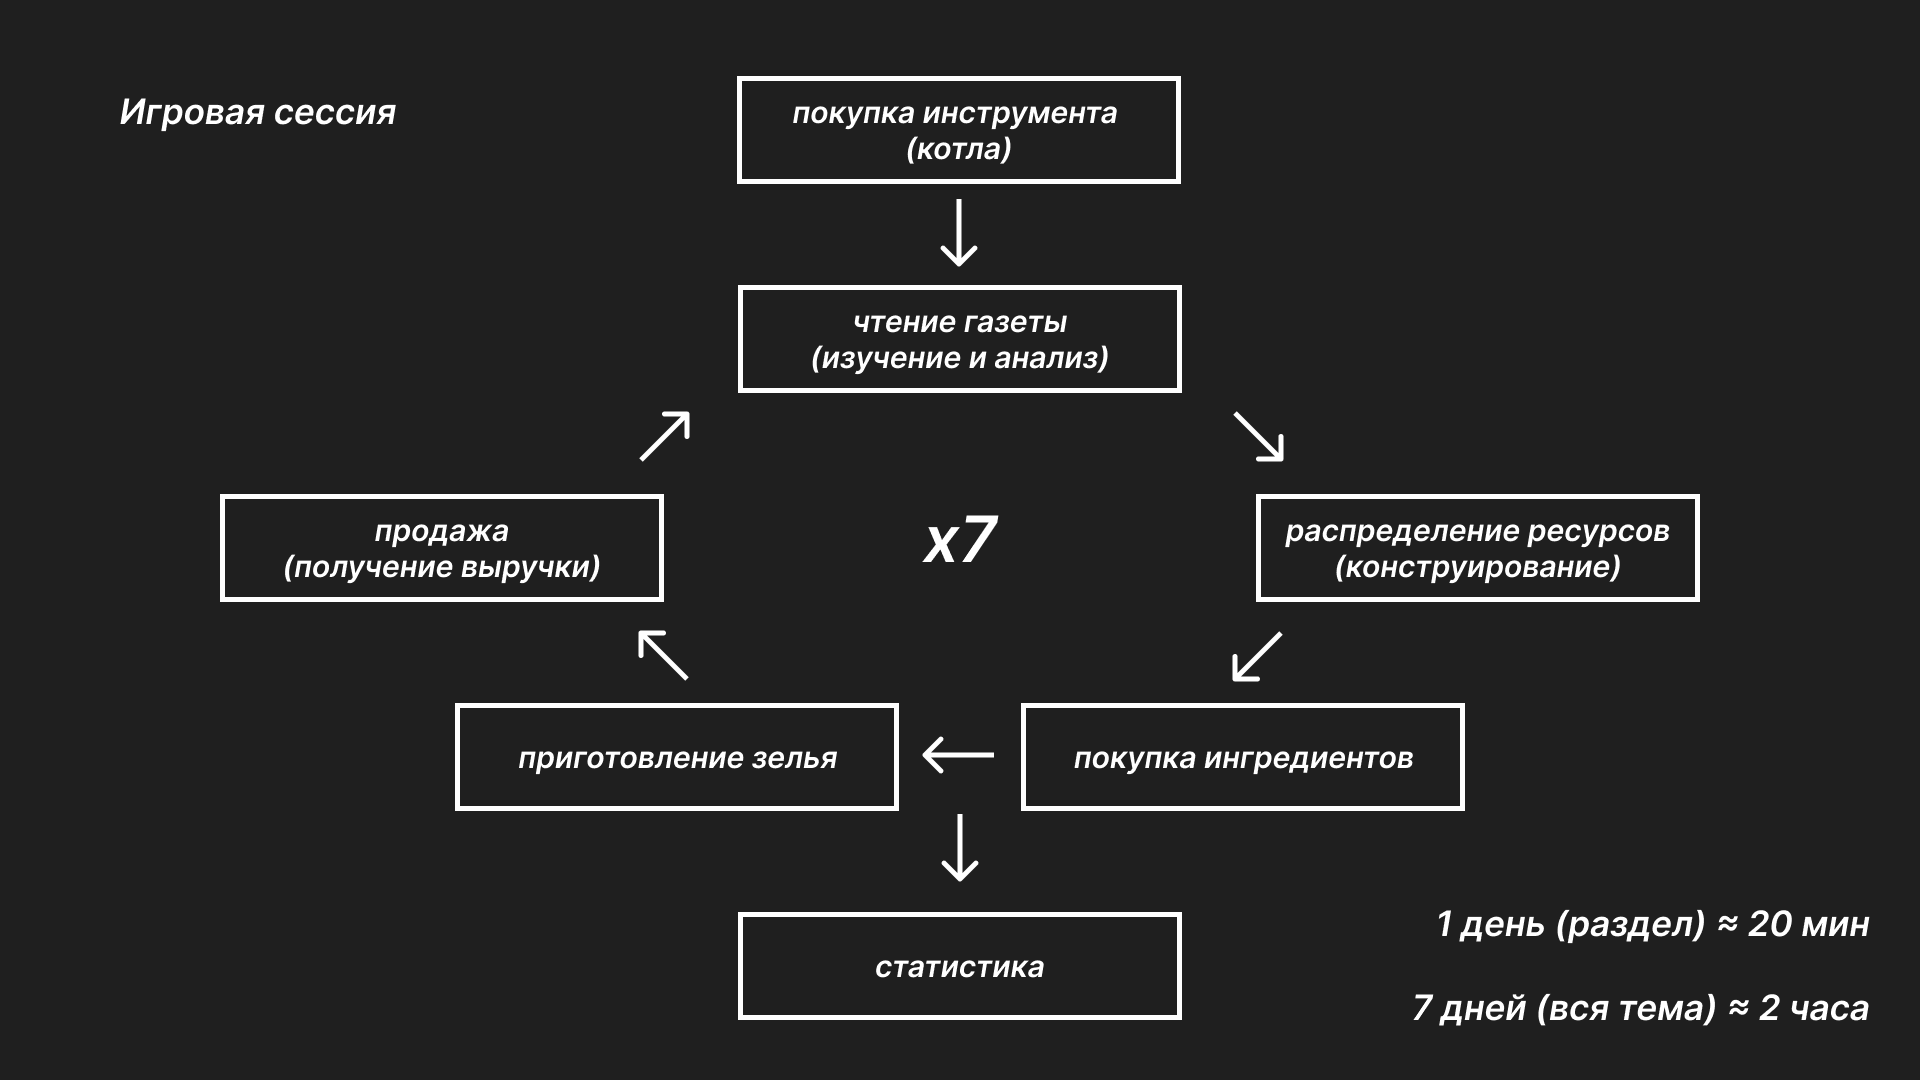 Игровая сессия
покупка инструмента
(котла)
чтение газеты
(изучение и анализ)
продажа
(получение выручки)
x7
распределение ресурсов
(конструирование)
приготовление зелья
покупка ингредиентов
статистика
1 день (раздел) ≈ 20 мин
7 дней (вся тема) ≈ 2 часа